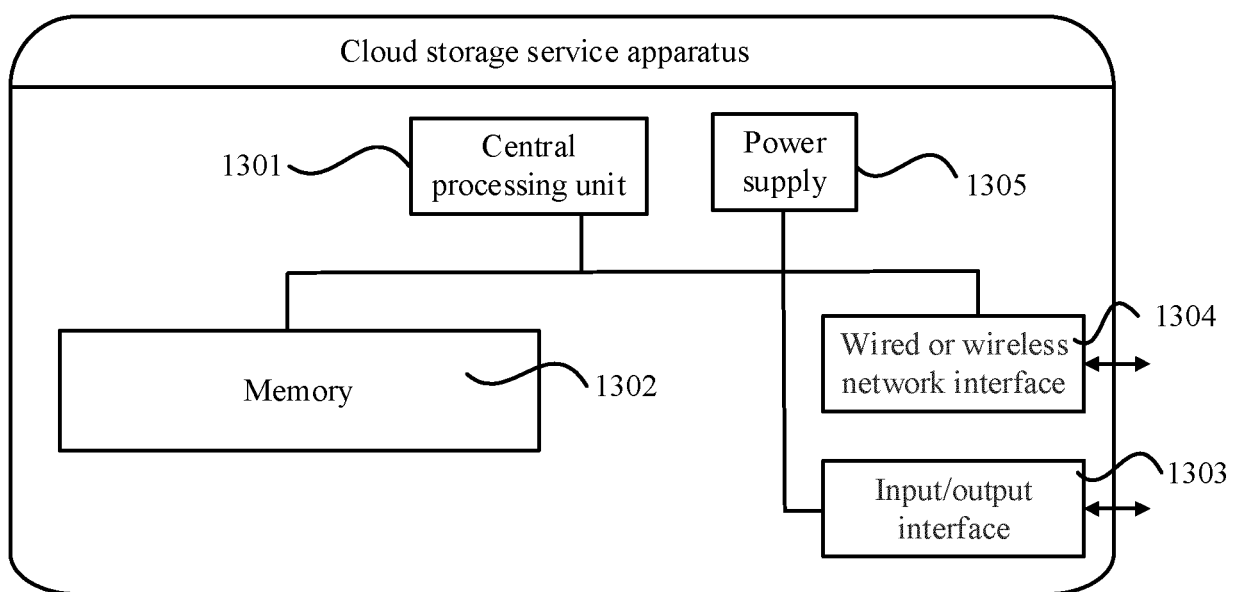 Cloud storage service apparatus
1301
Central
processing unit
Power
supply
1305
Memory
1302
Wired or wireless
network interface
1304
Input/output
interface
1303